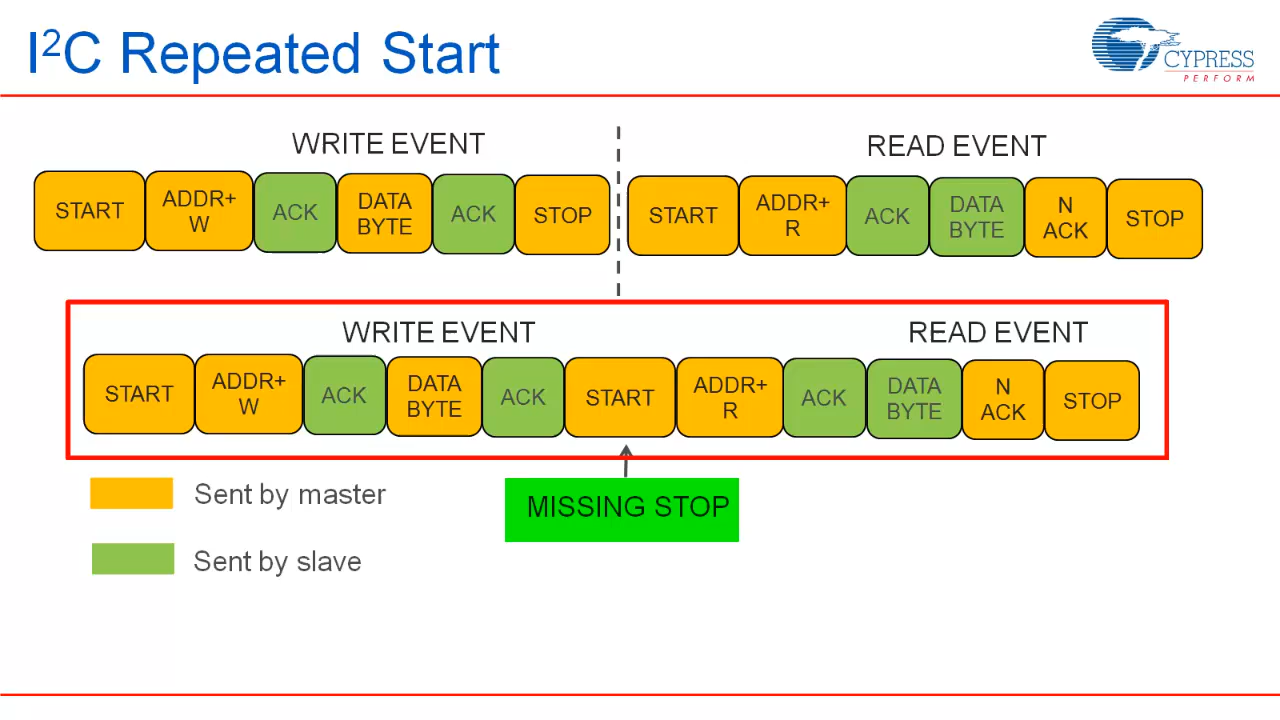 I²C Repeated Start
CYPRESS
PERFORM
WRITE EVENT
READ EVENT
START
ADDR+
W
ACK
DATA
BYTE
ACK
STOP
START
ADDR+
R
ACK
DATA
BYTE
N
ACK
STOP
WRITE EVENT
READ EVENT
START
ADDR+
W
ACK
DATA
BYTE
ACK
START
ADDR+
R
ACK
DATA
BYTE
N
ACK
STOP
MISSING STOP
Sent by master
Sent by slave